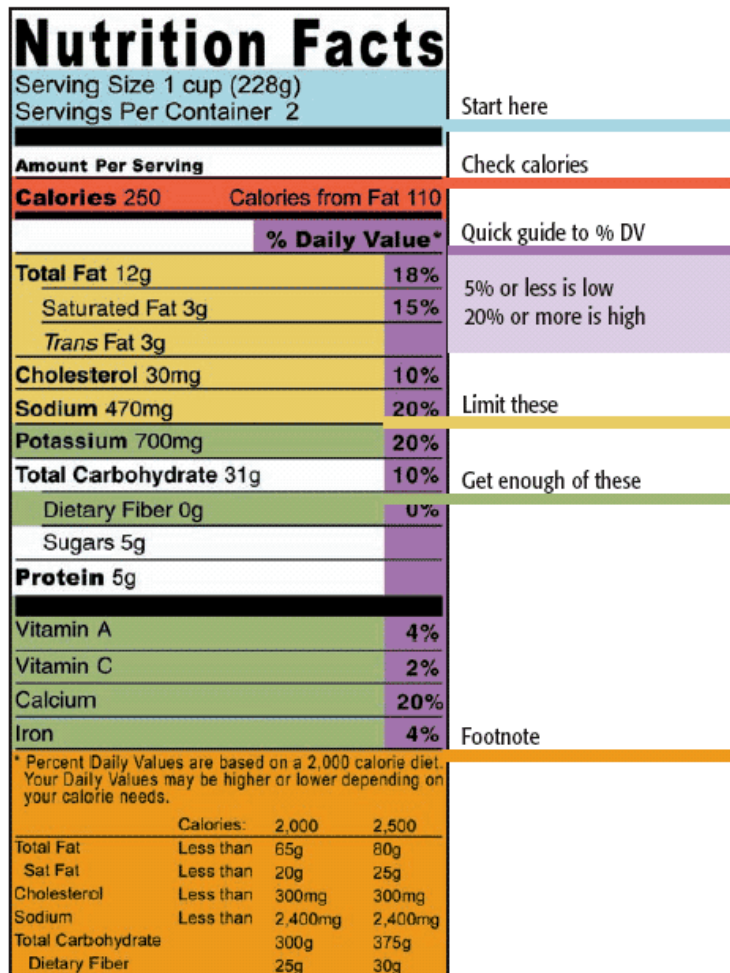 Nutrition Facts
Serving Size 1 cup (228g)
Servings Per Container 2
Start here
Amount Per Serving
Check calories
Calories 250 Calories from Fat 110
% Daily Value*
Quick guide to % DV
Total Fat 12g 18%
5% or less is low
Saturated Fat 3g 15%
20% or more is high
Trans Fat 3g
Cholesterol 30mg 10%
Sodium 470mg 20%
Limit these
Potassium 700mg 20%
Total Carbohydrate 31g 10%
Get enough of these
Dietary Fiber 0g 0%
Sugars 5g
Protein 5g
Vitamin A 4%
Vitamin C 2%
Calcium 20%
Iron 4%
Footnote
* Percent Daily Values are based on a 2,000 calorie diet.
Your Daily Values may be higher or lower depending on
your calorie needs.
Calories: 2,000 2,500
Total Fat Less than 65g 80g
Sat Fat Less than 20g 25g
Cholesterol Less than 300mg 300mg
Sodium Less than 2,400mg 2,400mg
Total Carbohydrate 300g 375g
Dietary Fiber 25g 30g